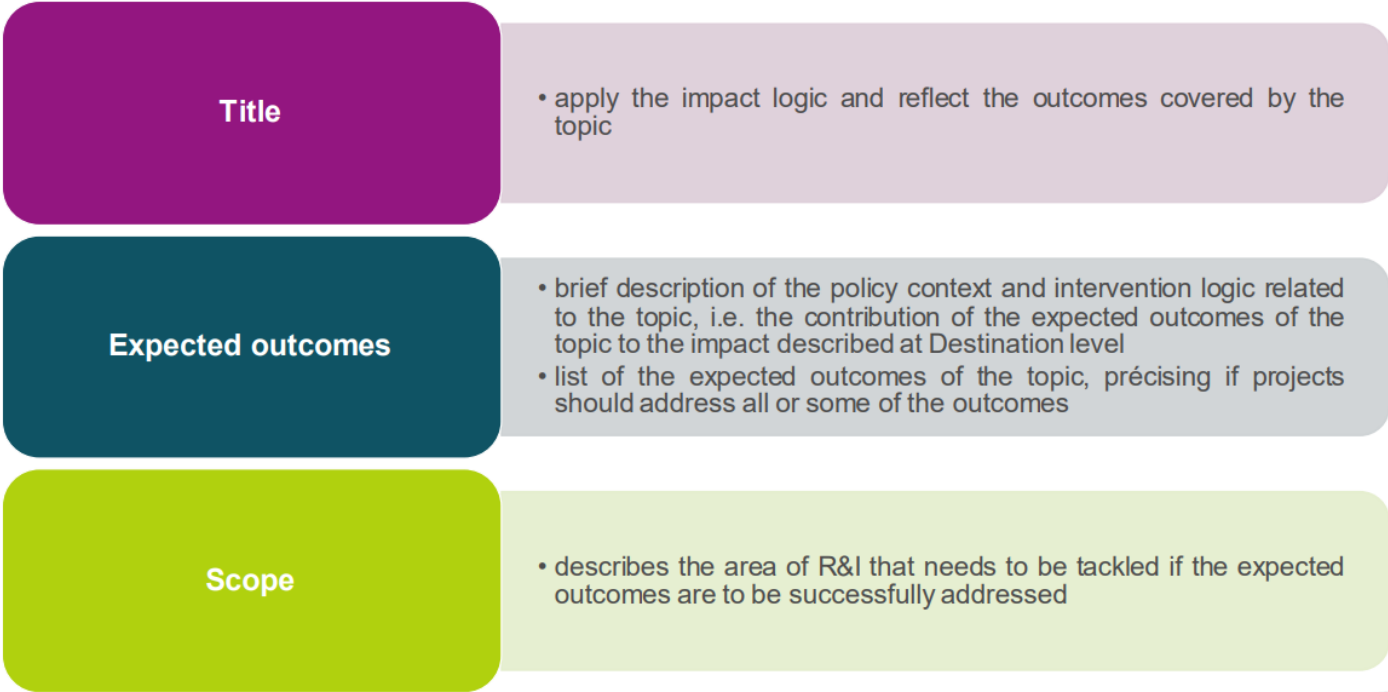 Title
• apply the impact logic and reflect the outcomes covered by the
topic
Expected outcomes
• brief description of the policy context and intervention logic related
to the topic, i.e. the contribution of the expected outcomes of the
topic to the impact described at Destination level
• list of the expected outcomes of the topic, précising if projects
should address all or some of the outcomes
Scope
• describes the area of R&I that needs to be tackled if the expected
outcomes are to be successfully addressed